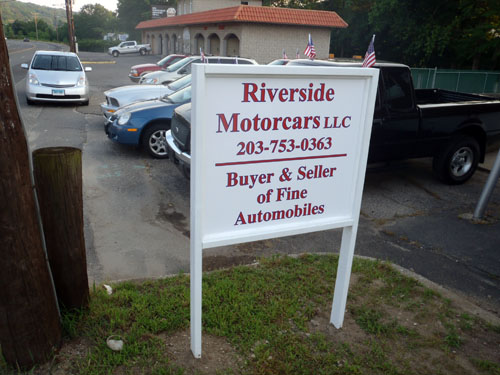 Riverside
Motorcars LLC
203-753-0363
Buyer & Seller
of Fine
Automobiles